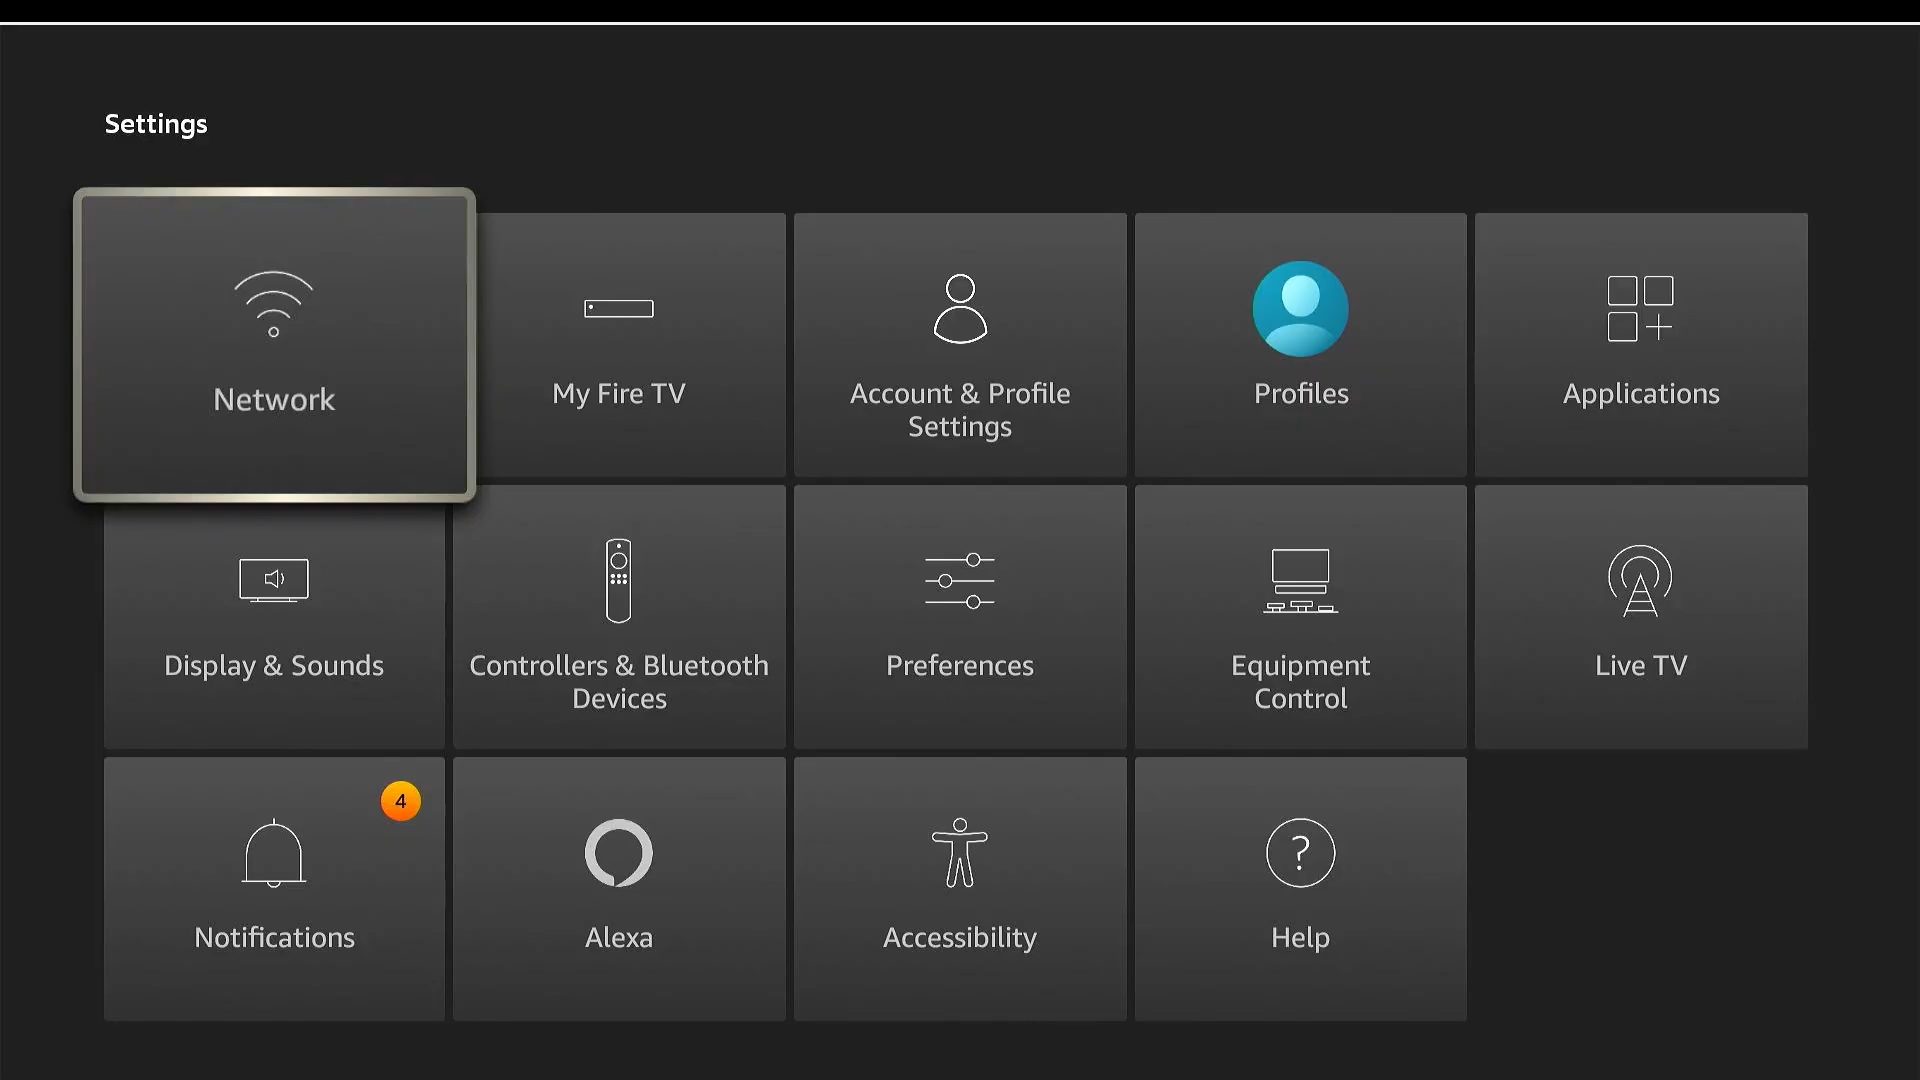 Settings
Network
My Fire TV
Account & Profile
Settings
Profiles
Applications
Display & Sounds
Controllers & Bluetooth
Devices
Preferences
Equipment
Control
Live TV
4
Notifications
Alexa
Accessibility
?
Help